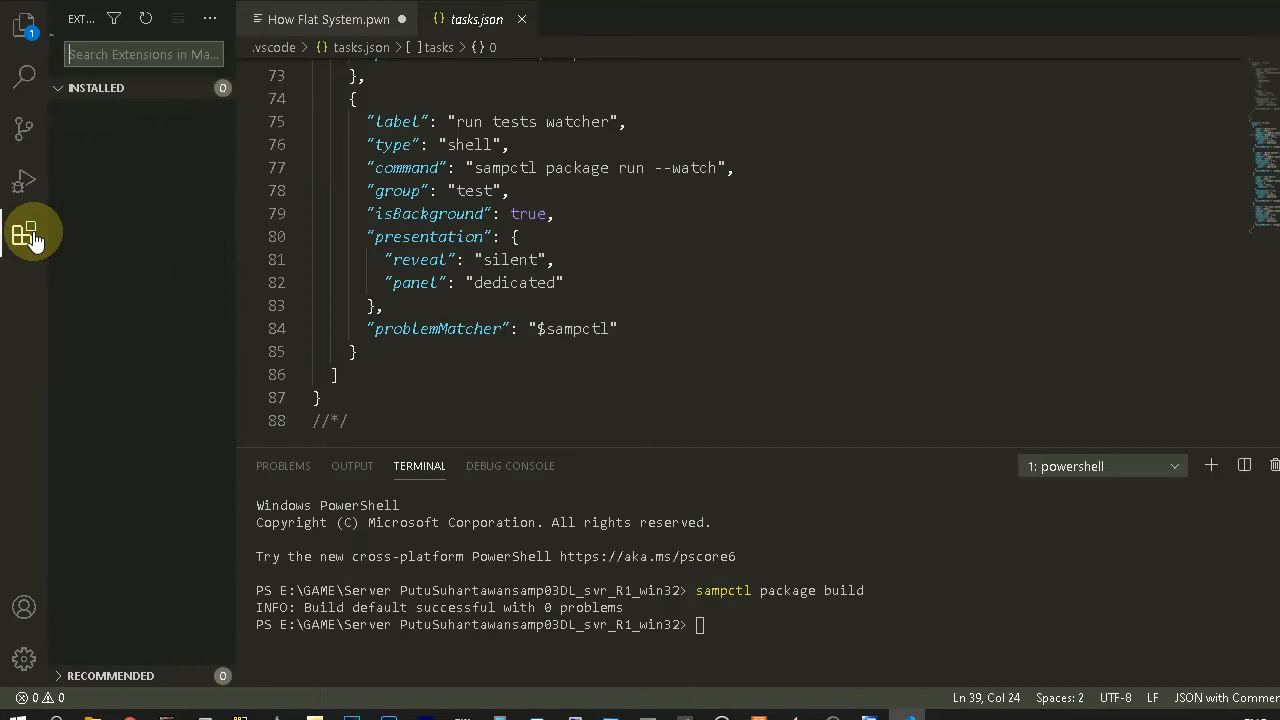 EXT...
How Flat System.pwn
tasks.json
1
Search Extensions in Ma...
.vscode > {} tasks.json > [ ] tasks > {} 0
INSTALLED
0
73 },
74 {
75 "label": "run tests watcher",
76 "type": "shell",
77 "command": "sampctl package run --watch",
78 "group": "test",
79 "isBackground": true,
80 "presentation": {
81 "reveal": "silent",
82 "panel": "dedicated"
83 },
84 "problemMatcher": "$sampctl"
85 }
86 ]
87 }
88 //*/
PROBLEMS
OUTPUT
TERMINAL
DEBUG CONSOLE
1: powershell
Windows PowerShell
Copyright (C) Microsoft Corporation. All rights reserved.
Try the new cross-platform PowerShell https://aka.ms/pscore6
PS E:\GAME\Server PutuSuhartawansamp03DL_svr_R1_win32> sampctl package build
INFO: Build default successful with 0 problems
PS E:\GAME\Server PutuSuhartawansamp03DL_svr_R1_win32>
RECOMMENDED
0
0 0
Ln 39, Col 24
Spaces: 2
UTF-8
LF
JSON with Commer